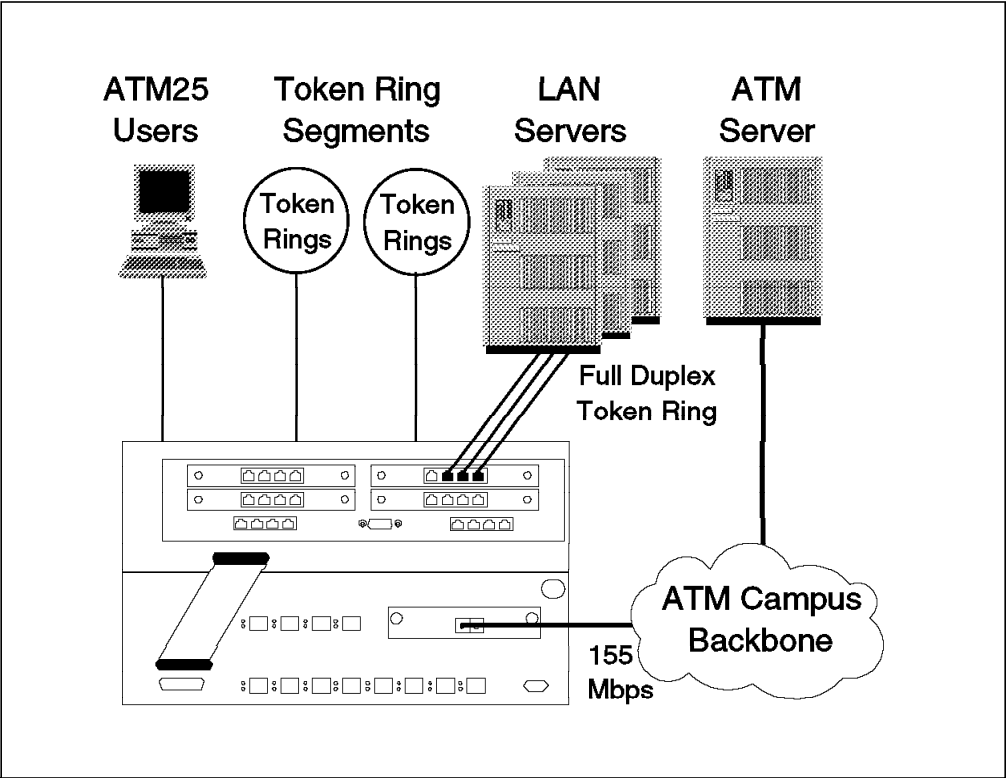 ATM25
Users
Token Ring
Segments
LAN
Servers
ATM
Server
Token
Rings
Token
Rings
Full Duplex
Token Ring
ATM Campus
Backbone
155
Mbps